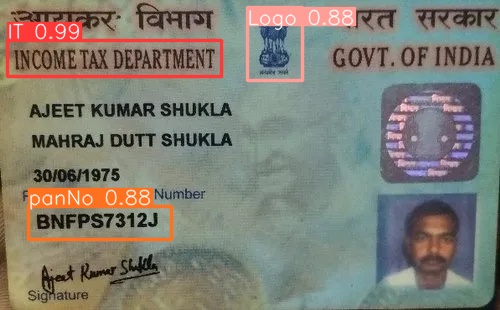 आयकर विभाग
भारत सरकार
IT 0.99
Logo 0.88
INCOME TAX DEPARTMENT
GOVT. OF INDIA
सत्यमेव जयते
AJEET KUMAR SHUKLA
MAHRAJ DUTT SHUKLA
30/06/1975
panNo 0.88
Number
BNFPS7312J
Ajeet Kumar Shukla
Signature